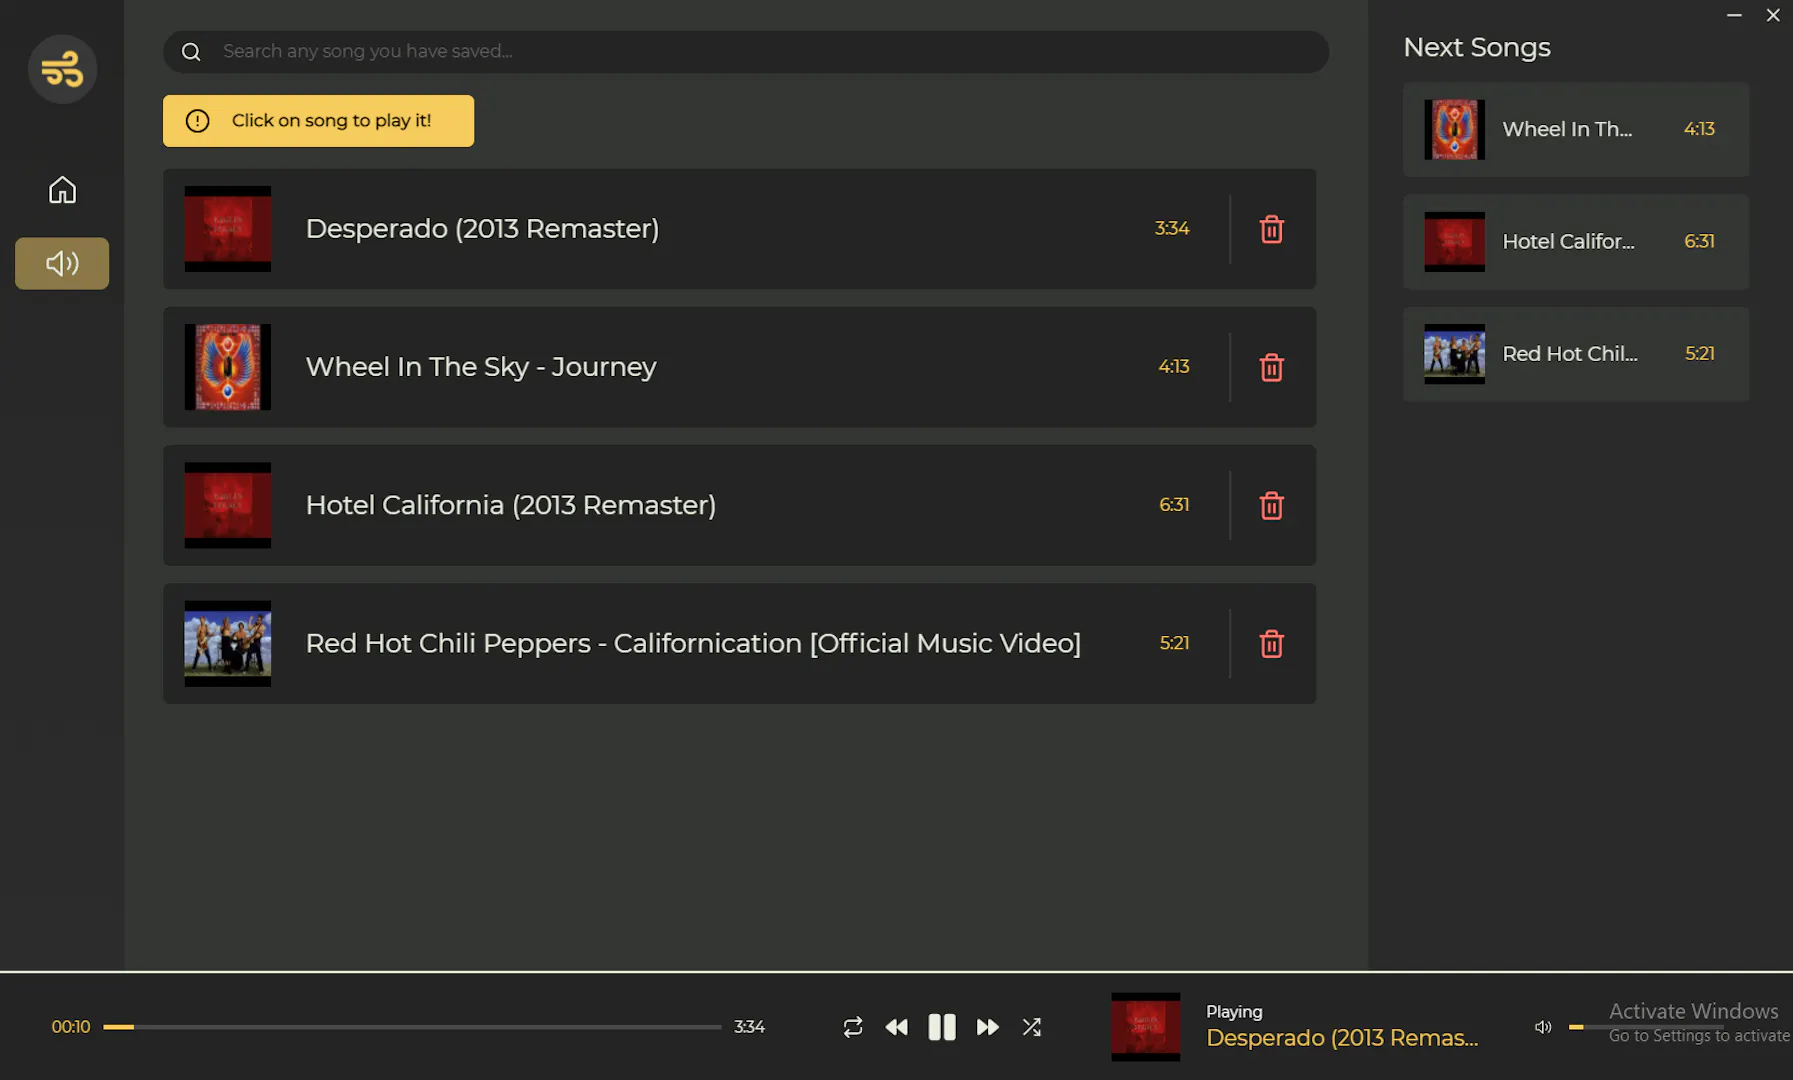 Search any song you have saved...
Click on song to play it!
Desperado (2013 Remaster)
3:34
Wheel In The Sky - Journey
4:13
Hotel California (2013 Remaster)
6:31
Red Hot Chili Peppers - Californication [Official Music Video]
5:21
Next Songs
Wheel In Th...
4:13
Hotel Califor...
6:31
Red Hot Chil...
5:21
00:10
3:34
Playing
Desperado (2013 Remas...
Activate Windows
Go to Settings to activate